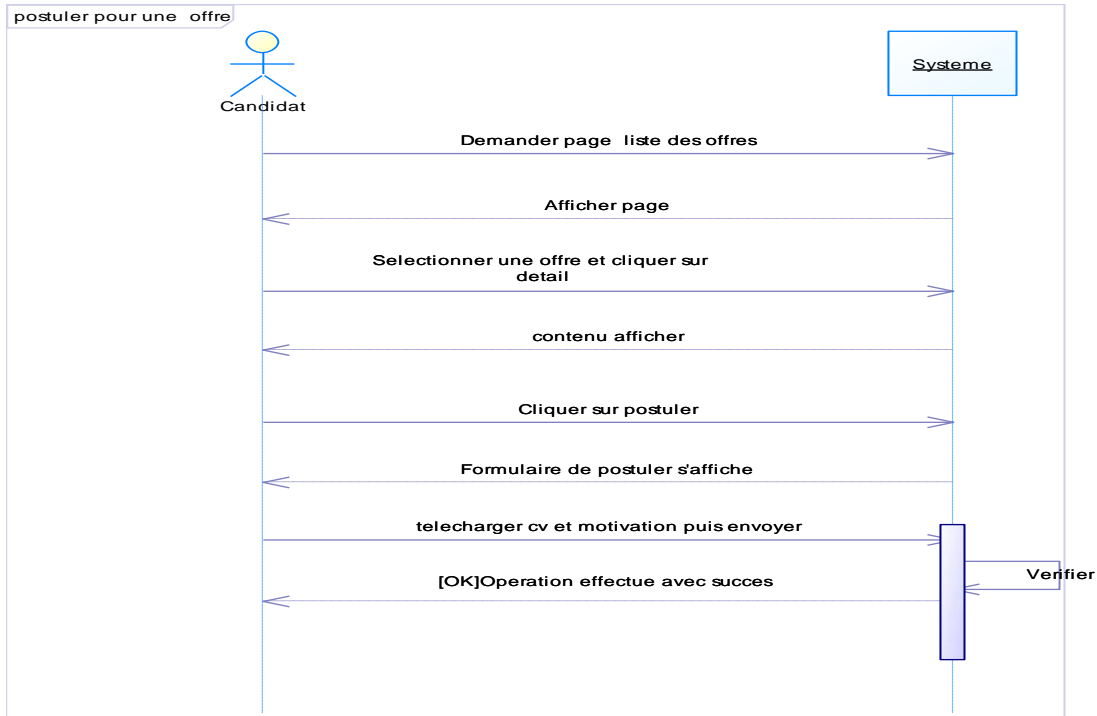 postuler pour une offre
Candidat
Systeme
Demander page liste des offres
Afficher page
Selectionner une offre et cliquer sur
detail
contenu afficher
Cliquer sur postuler
Formulaire de postuler s'affiche
telecharger cv et motivation puis envoyer
Verifier
[OK]Operation effectue avec succes